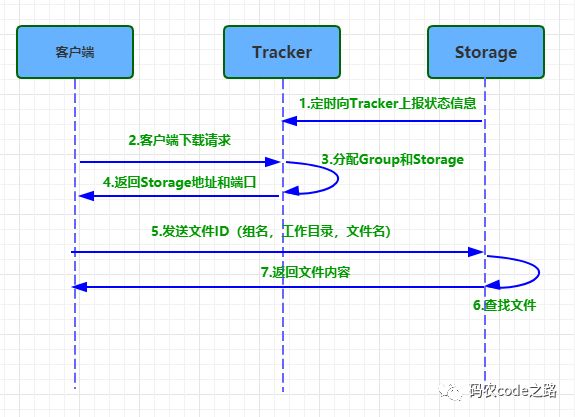 客户端
Tracker
Storage
1.定时向Tracker上报状态信息
2.客户端下载请求
3.分配Group和Storage
4.返回Storage地址和端口
5.发送文件ID（组名，工作目录，文件名）
7.返回文件内容
6.查找文件
码农code之路